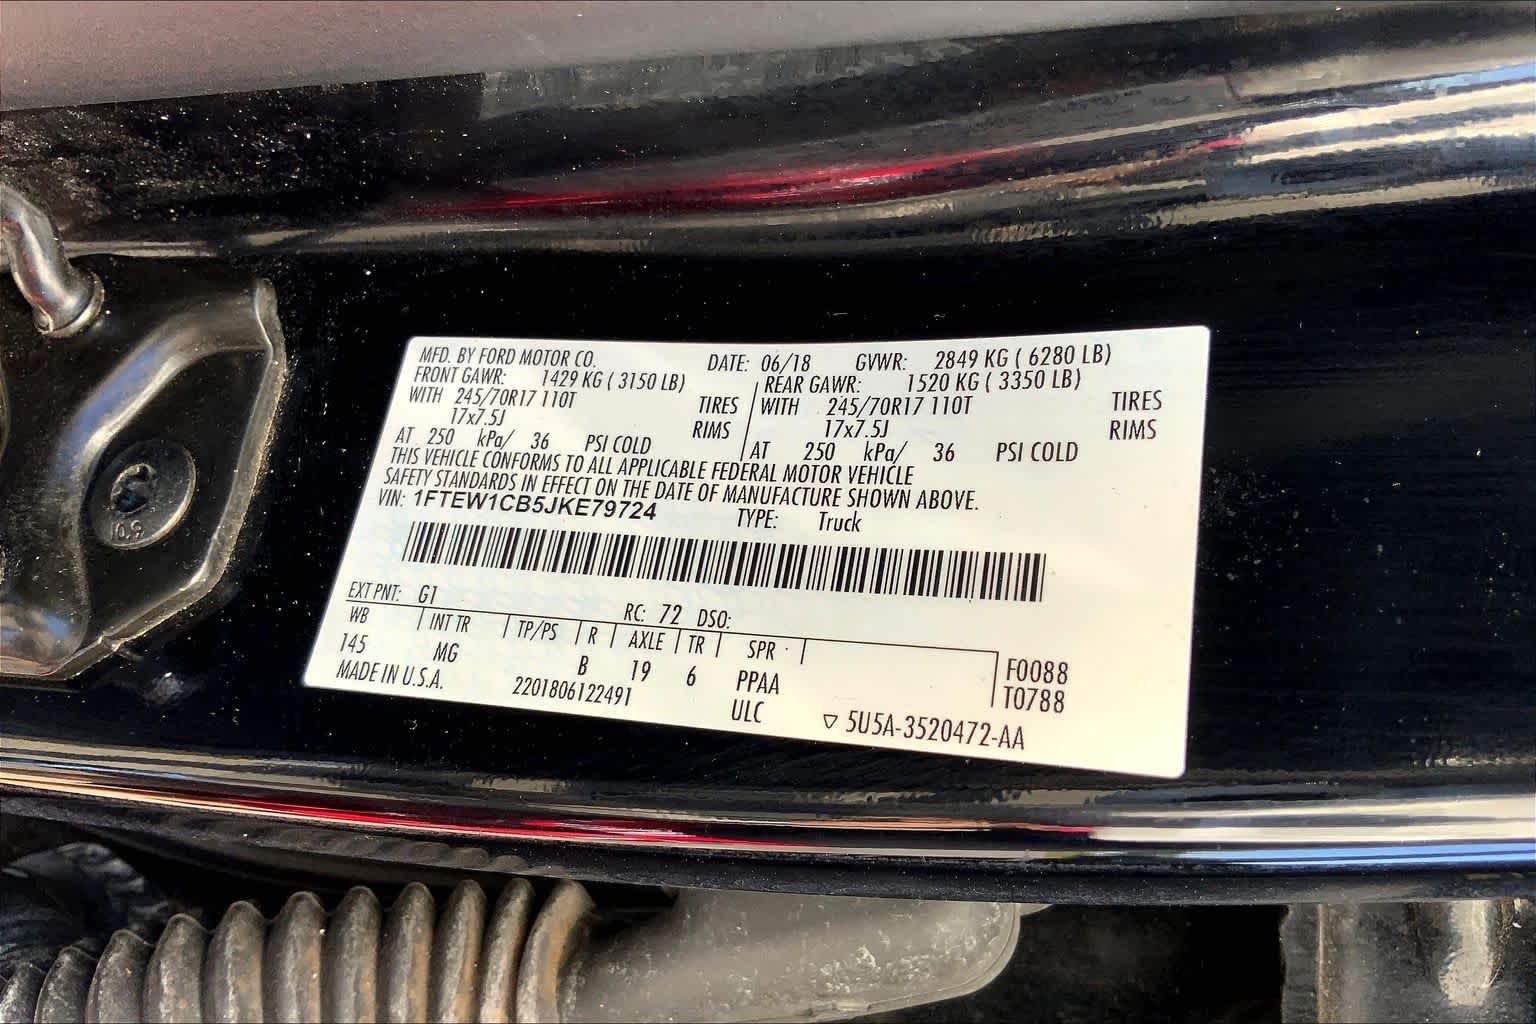 MFD. BY FORD MOTOR CO. DATE: 06/18 GVWR: 2849 KG ( 6280 LB)
FRONT GAWR: 1429 KG ( 3150 LB) REAR GAWR: 1520 KG ( 3350 LB)
WITH 245/70R17 110T TIRES WITH 245/70R17 110T TIRES
17x7.5J RIMS 17x7.5J RIMS
AT 250 kPa/ 36 PSI COLD AT 250 kPa/ 36 PSI COLD
THIS VEHICLE CONFORMS TO ALL APPLICABLE FEDERAL MOTOR VEHICLE
SAFETY STANDARDS IN EFFECT ON THE DATE OF MANUFACTURE SHOWN ABOVE.
VIN: 1FTEW1CB5JKE79724 TYPE: Truck
EXT PNT: G1 RC: 72 DSO:
WB INT TR TP/PS R AXLE TR SPR
145 MG B 19 6 PPAA F0088
T0788
MADE IN U.S.A. 2201806122491 ULC ▽ 5U5A-3520472-AA